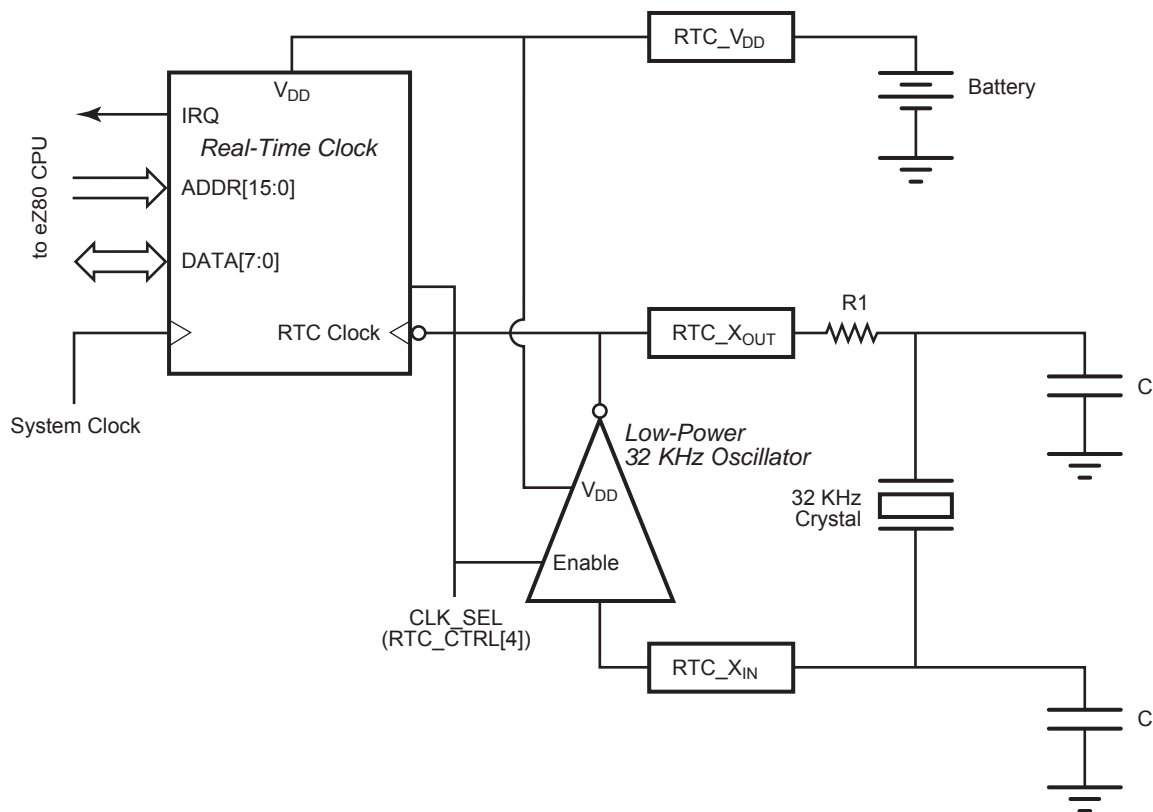 RTC_VDD
VDD
Battery
IRQ
Real-Time Clock
to eZ80 CPU
ADDR[15:0]
DATA[7:0]
R1
RTC Clock
RTC_XOUT
C
System Clock
Low-Power
32 KHz Oscillator
VDD
32 KHz
Crystal
Enable
CLK_SEL
(RTC_CTRL[4])
RTC_XIN
C